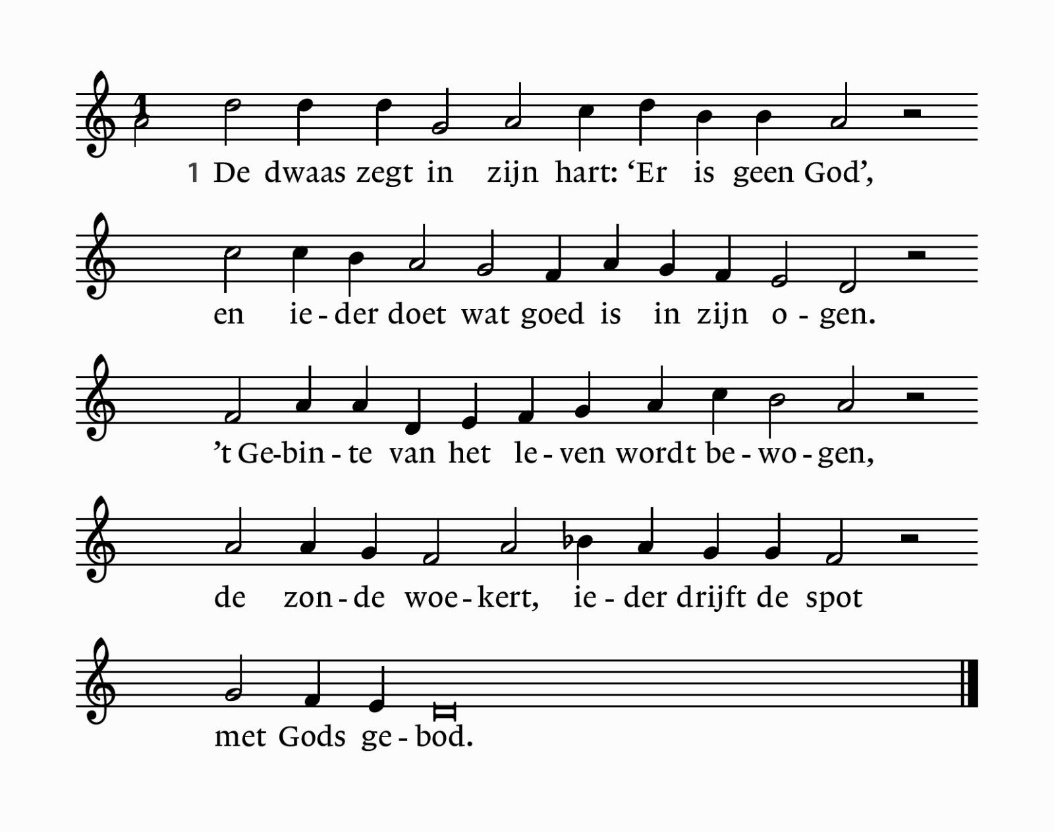 1 De dwaas zegt in zijn hart: ‘Er is geen God’,
en ie - der doet wat goed is in zijn o - gen.
’t Ge-bin - te van het le - ven wordt be - wo - gen,
de zon - de woe - kert, ie - der drijft de spot
met Gods ge - bod.